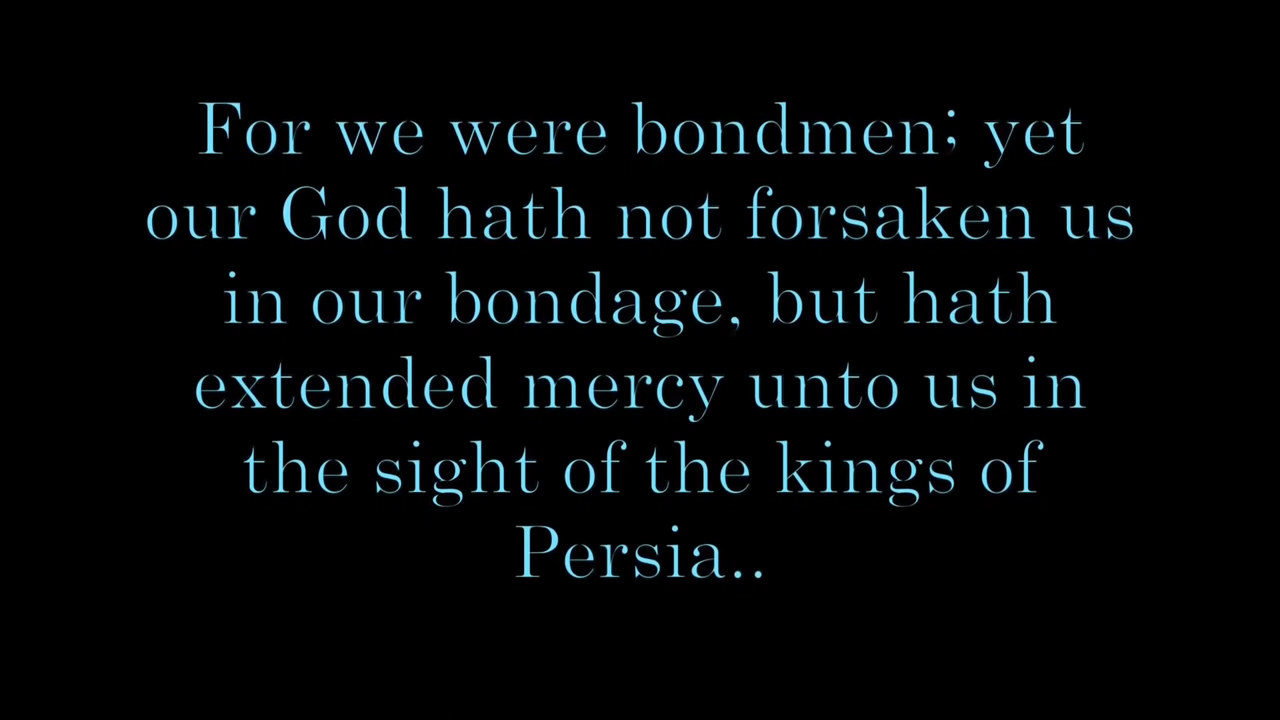 For we were bondmen; yet
our God hath not forsaken us
in our bondage, but hath
extended mercy unto us in
the sight of the kings of
Persia..